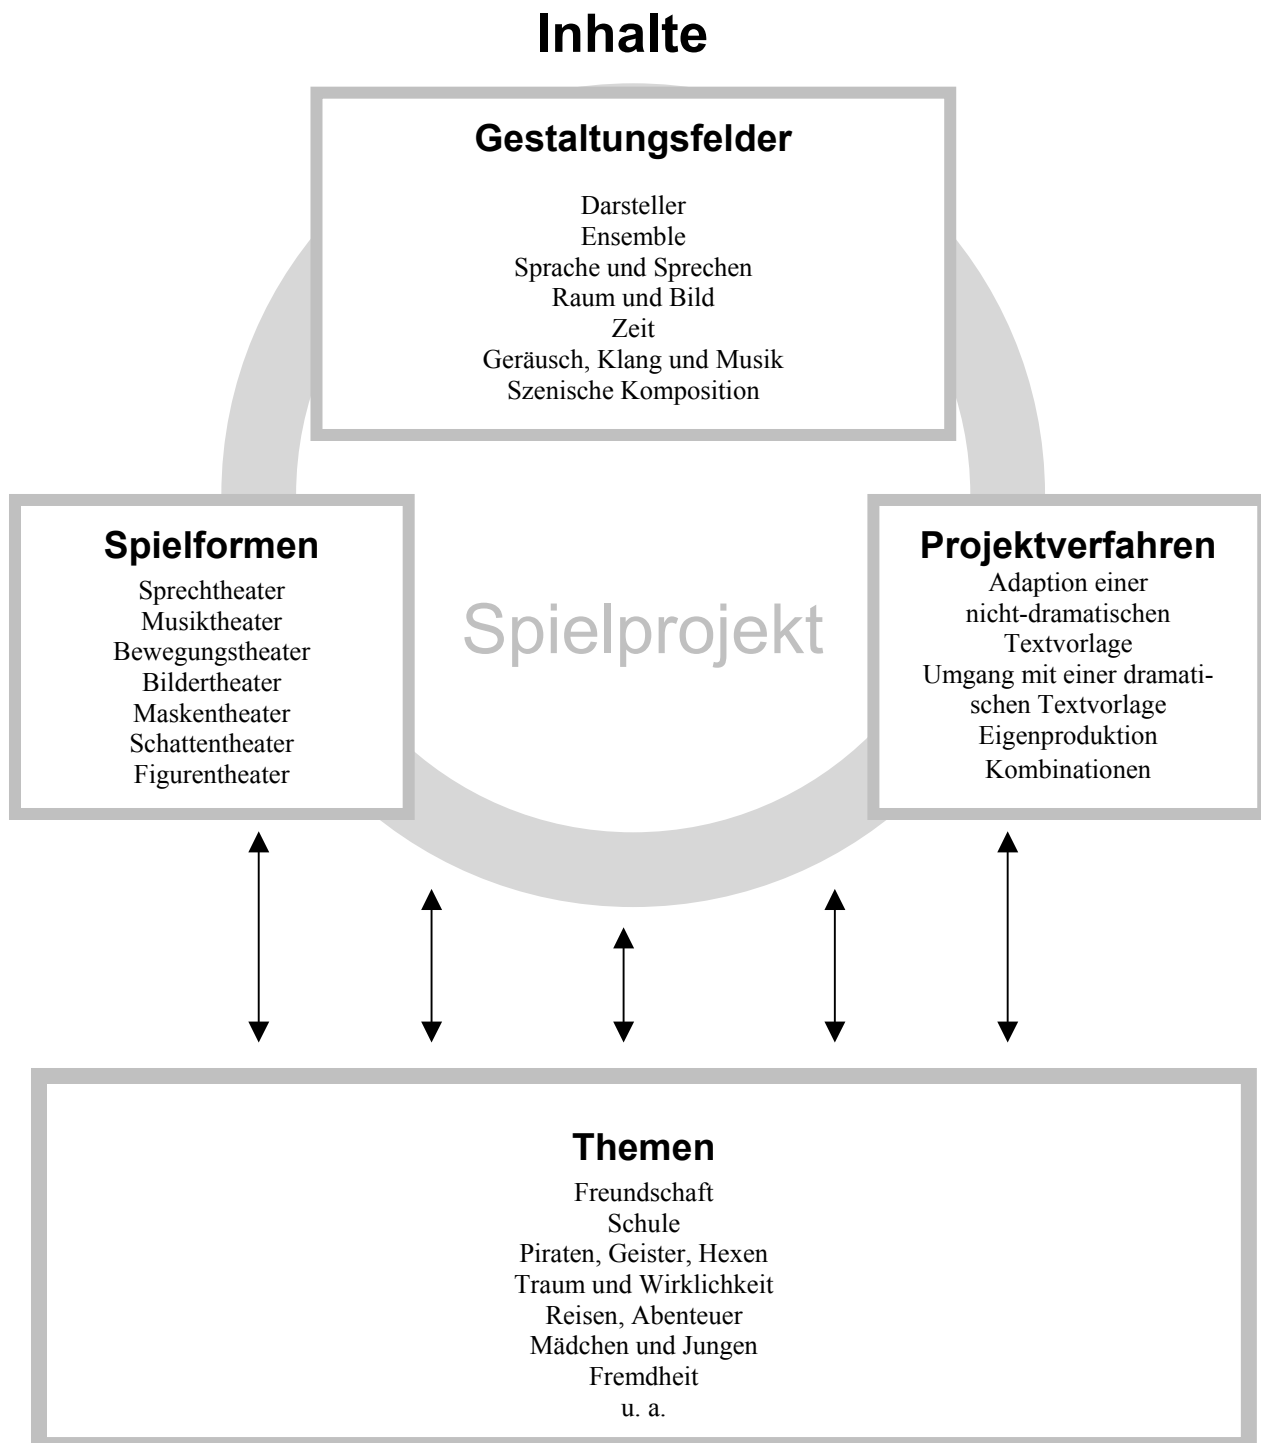 Inhalte
Gestaltungsfelder
Darsteller
Ensemble
Sprache und Sprechen
Raum und Bild
Zeit
Geräusch, Klang und Musik
Szenische Komposition
Spielformen
Sprechtheater
Musiktheater
Bewegungstheater
Bildertheater
Maskentheater
Schattentheater
Figurentheater
Spielprojekt
Projektverfahren
Adaption einer
nicht-dramatischen
Textvorlage
Umgang mit einer dramati-
schen Textvorlage
Eigenproduktion
Kombinationen
Themen
Freundschaft
Schule
Piraten, Geister, Hexen
Traum und Wirklichkeit
Reisen, Abenteuer
Mädchen und Jungen
Fremdheit
u. a.